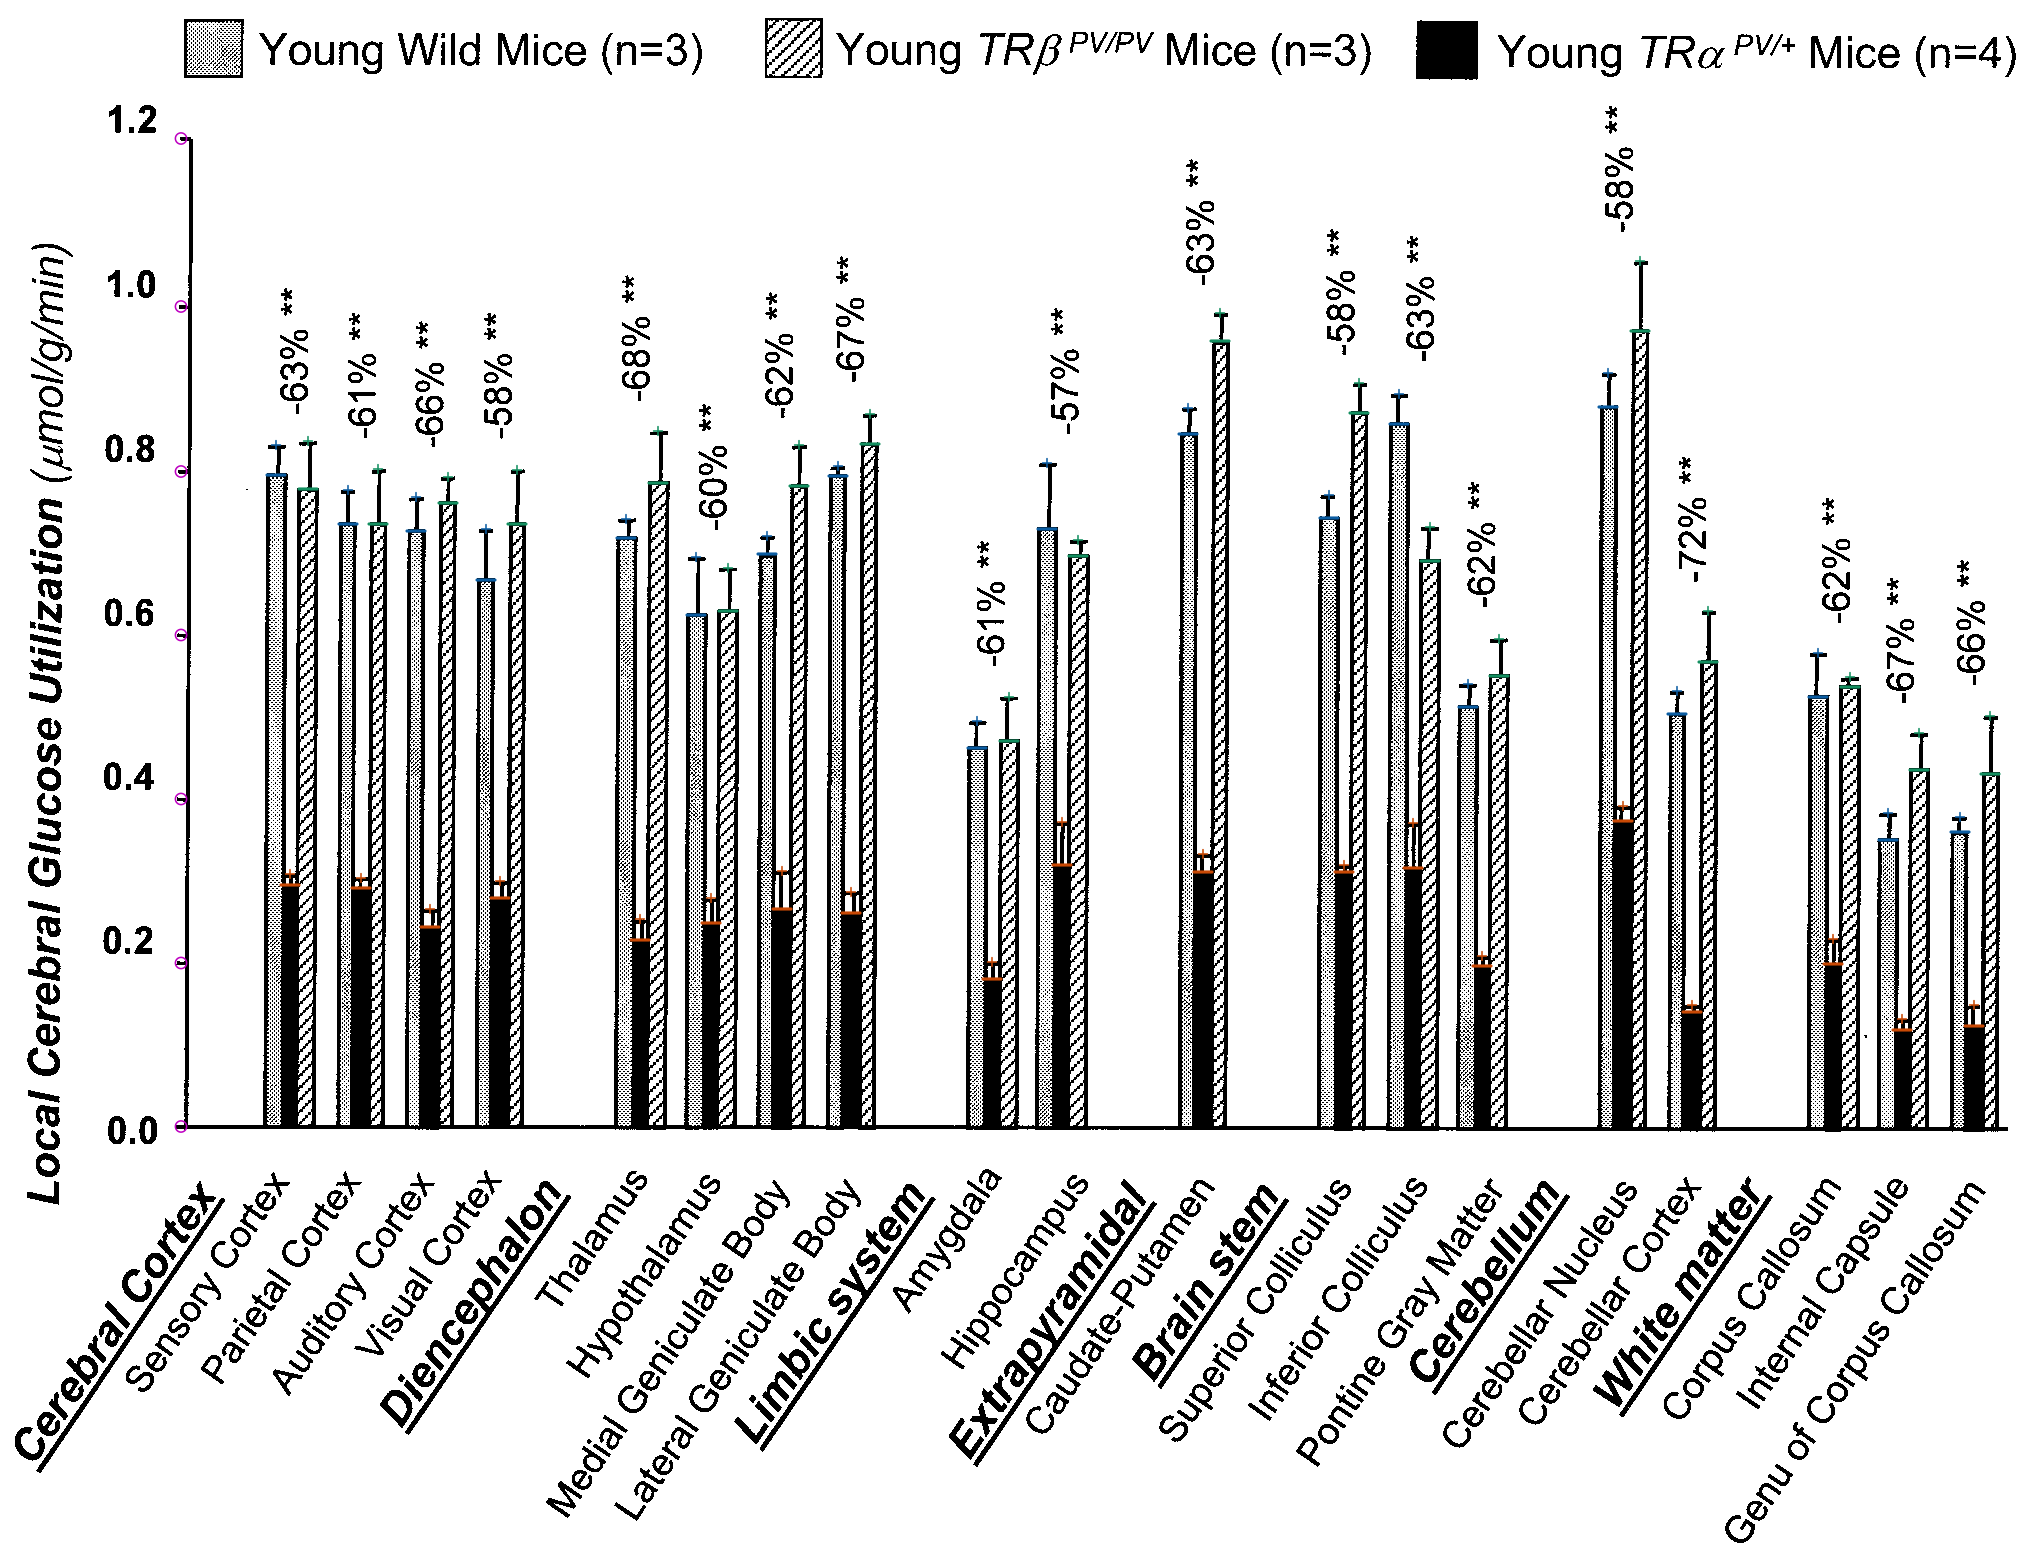 Young Wild Mice (n=3)
Young TRβ PV/PV Mice (n=3)
Young TRα PV/+ Mice (n=4)
Local Cerebral Glucose Utilization (μmol/g/min)
1.2
1.0
0.8
0.6
0.4
0.2
0.0
-63% **
-61% **
-66% **
-58% **
-68% **
-60% **
-62% **
-67% **
-61% **
-57% **
-63% **
-58% **
-63% **
-62% **
-58% **
-72% **
-62% **
-67% **
-66% **
Cerebral Cortex
Sensory Cortex
Parietal Cortex
Auditory Cortex
Visual Cortex
Diencephalon
Thalamus
Hypothalamus
Medial Geniculate Body
Lateral Geniculate Body
Limbic system
Amygdala
Hippocampus
Extrapyramidal
Caudate-Putamen
Brain stem
Superior Colliculus
Inferior Colliculus
Pontine Gray Matter
Cerebellum
Cerebellar Nucleus
Cerebellar Cortex
White matter
Corpus Callosum
Internal Capsule
Genu of Corpus Callosum